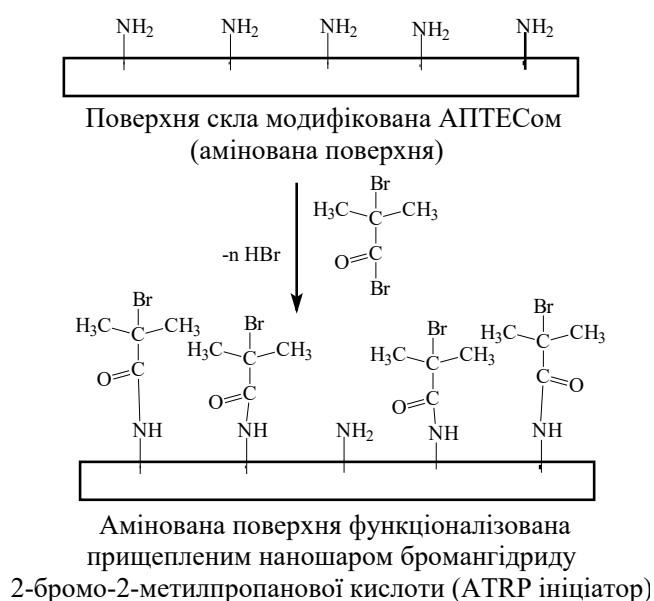 NH2 NH2 NH2 NH2 NH2
Поверхня скла модифікована АПТЕСом
(амінована поверхня)
Br
H3C C CH3
-n HBr
O C
Br
Br Br Br Br
H3C C CH3 H3C C CH3 H3C C CH3 H3C C CH3
O C O C O C C O
NH NH NH2 NH NH
Амінована поверхня функціоналізована
прищепленим наношаром бромангідриду
2-бромо-2-метилпропанової кислоти (ATRP ініціатор)